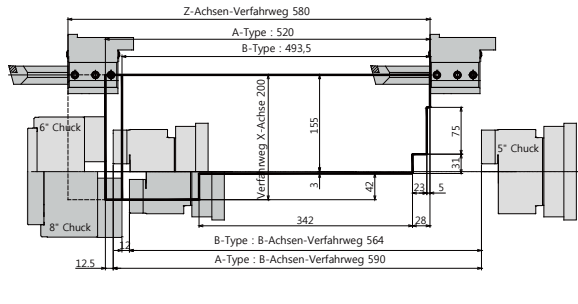 Z-Achsen-Verfahrweg 580
A-Type : 520
B-Type : 493,5
Verfahrweg X-Achse 200
155
75
6" Chuck
5" Chuck
31
3
42
23
5
342
28
8" Chuck
12
B-Type : B-Achsen-Verfahrweg 564
A-Type : B-Achsen-Verfahrweg 590
12.5